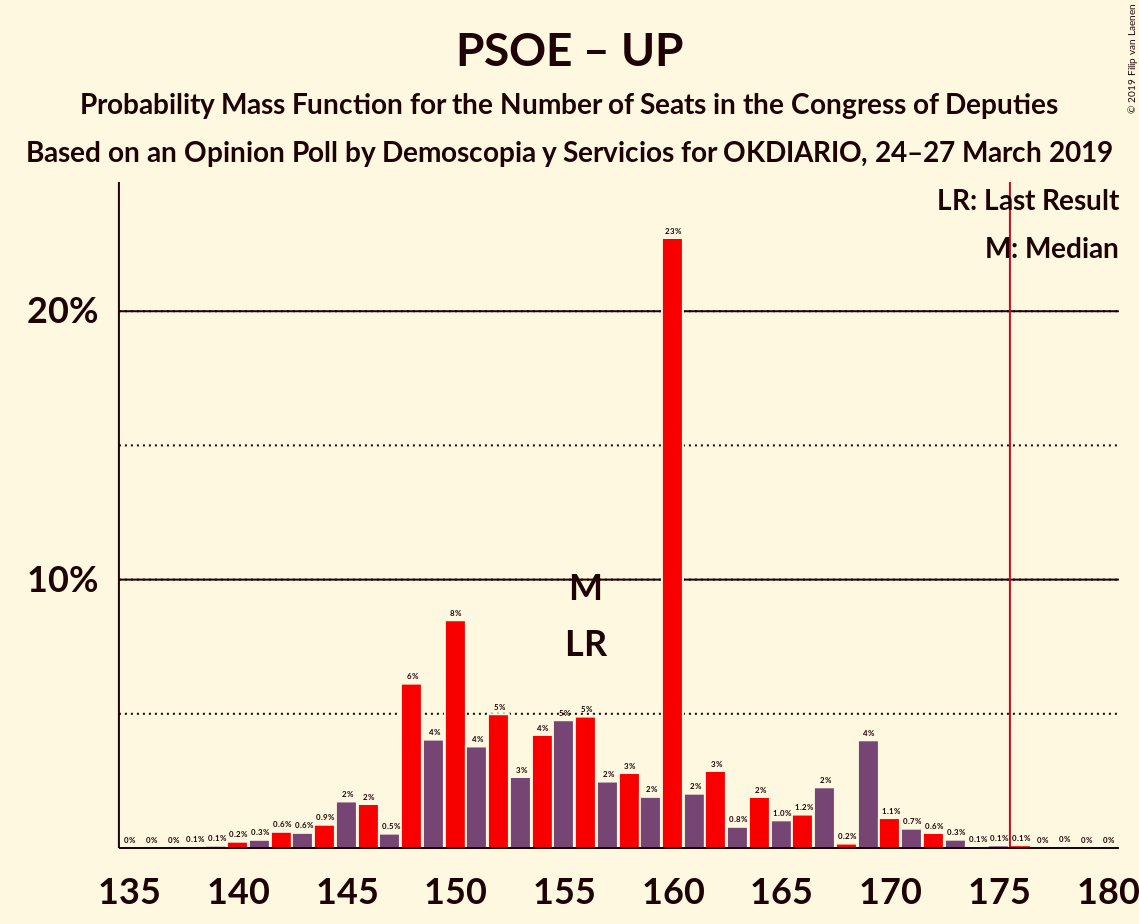 PSOE – UP
Probability Mass Function for the Number of Seats in the Congress of Deputies
Based on an Opinion Poll by Demoscopia y Servicios for OKDIARIO, 24–27 March 2019
© 2019 Filip van Laenen
LR: Last Result
M: Median
20%
10%
M
LR
0% 0% 0% 0.1% 0.1% 0.2% 0.3% 0.6% 0.6% 0.9% 2% 2% 0.5% 6% 4% 8% 4% 5% 3% 4% 5% 5% 2% 3% 2% 23% 2% 3% 0.8% 2% 1.0% 1.2% 2% 0.2% 4% 1.1% 0.7% 0.6% 0.3% 0.1% 0.1% 0.1% 0% 0% 0% 0%
135 140 145 150 155 160 165 170 175 180